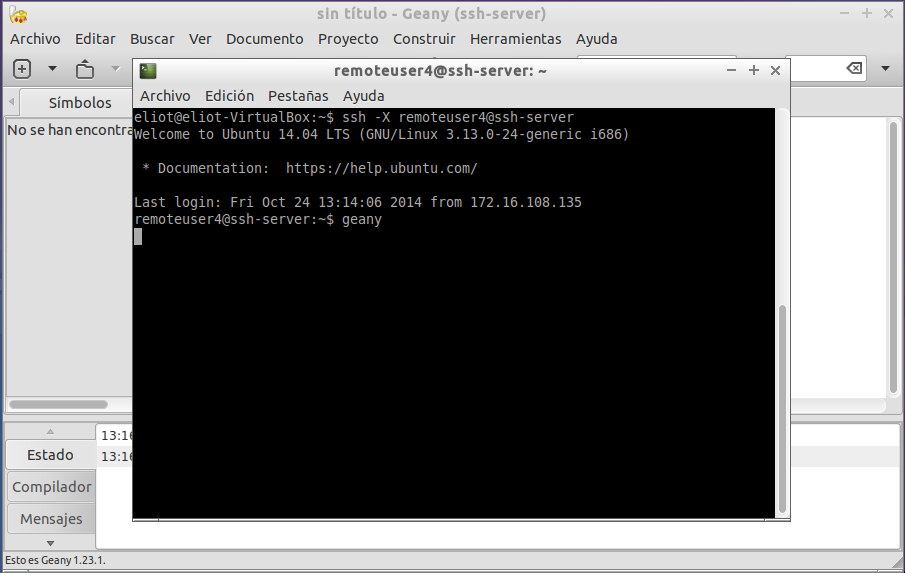 sin título - Geany (ssh-server)
Archivo Editar Buscar Ver Documento Proyecto Construir Herramientas Ayuda
Símbolos
No se han encontra
remoteuser4@ssh-server: ~
Archivo Edición Pestañas Ayuda
eliot@eliot-VirtualBox:~$ ssh -X remoteuser4@ssh-server
Welcome to Ubuntu 14.04 LTS (GNU/Linux 3.13.0-24-generic i686)
* Documentation:  https://help.ubuntu.com/
Last login: Fri Oct 24 13:14:06 2014 from 172.16.108.135
remoteuser4@ssh-server:~$ geany
13:16
Estado
13:16
Compilador
Mensajes
Esto es Geany 1.23.1.